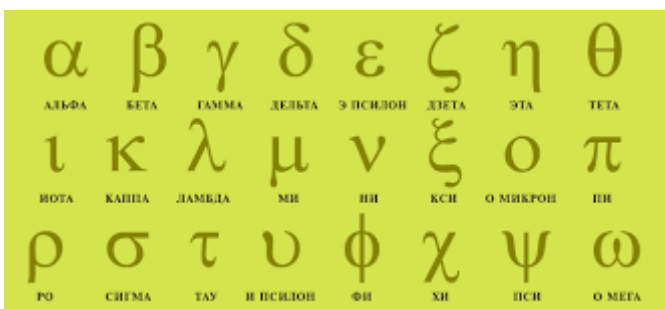 α β γ δ ε ζ η θ
АЛЬФА БЕТА ГАММА ДЕЛЬТА Э ПСИЛОН ДЗЕТА ЭТА ТЕТА
ι κ λ μ ν ξ ο π
ИОТА КАППА ЛАМБДА МИ НИ КСИ О МИКРОН ПИ
ρ σ τ υ ϕ χ ψ ω
РО СИГМА ТАУ И ПСИЛОН ФИ ХИ ПСИ О МЕГА